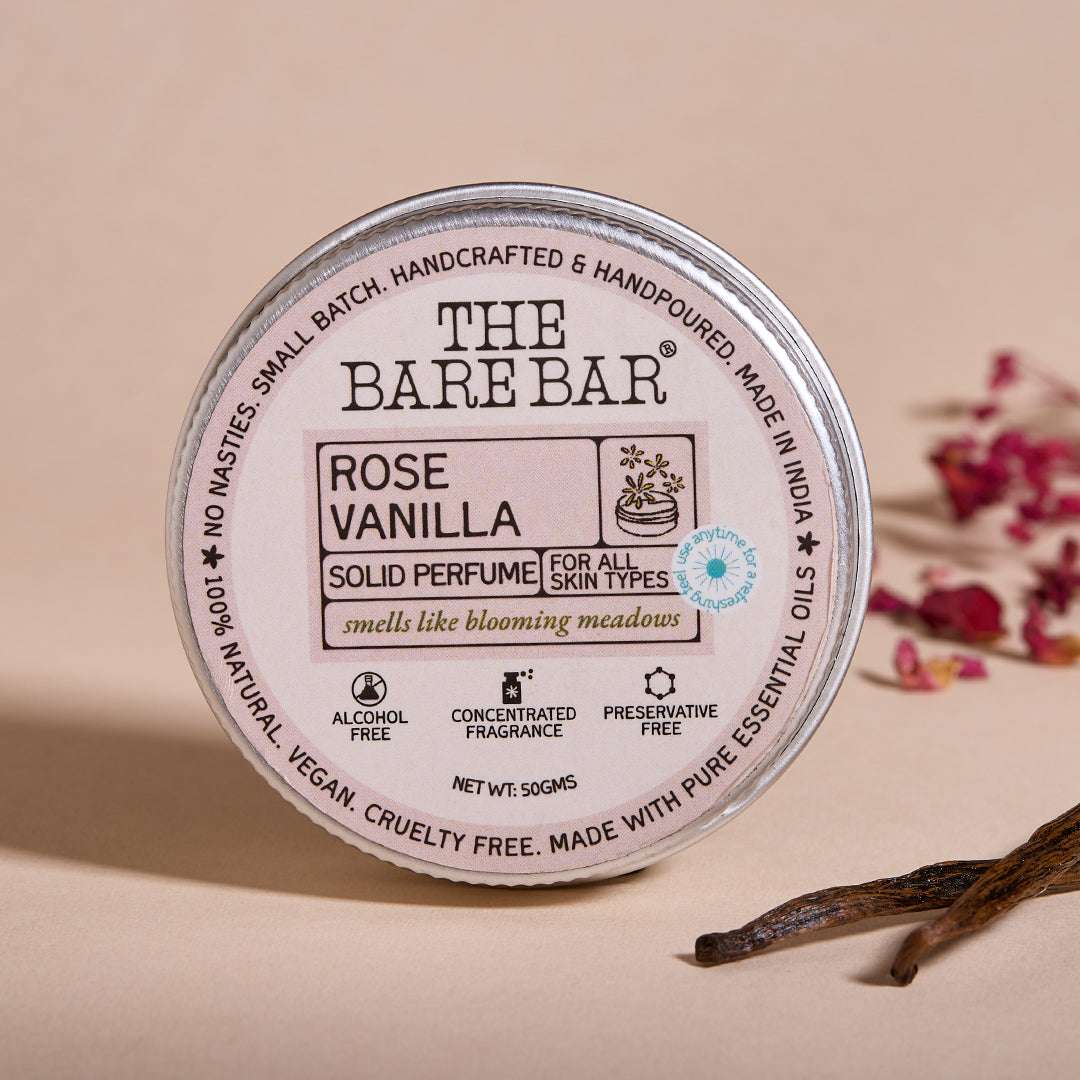 NO NASTIES. SMALL BATCH. HANDCRAFTED & HANDPOURED. MADE IN INDIA
THE
BARE BAR®
ROSE
VANILLA
SOLID PERFUME
FOR ALL
SKIN TYPES
use anytime for a refreshing feel
smells like blooming meadows
ALCOHOL
FREE
CONCENTRATED
FRAGRANCE
PRESERVATIVE
FREE
NET WT: 50GMS
100% NATURAL. VEGAN. CRUELTY FREE. MADE WITH PURE ESSENTIAL OILS